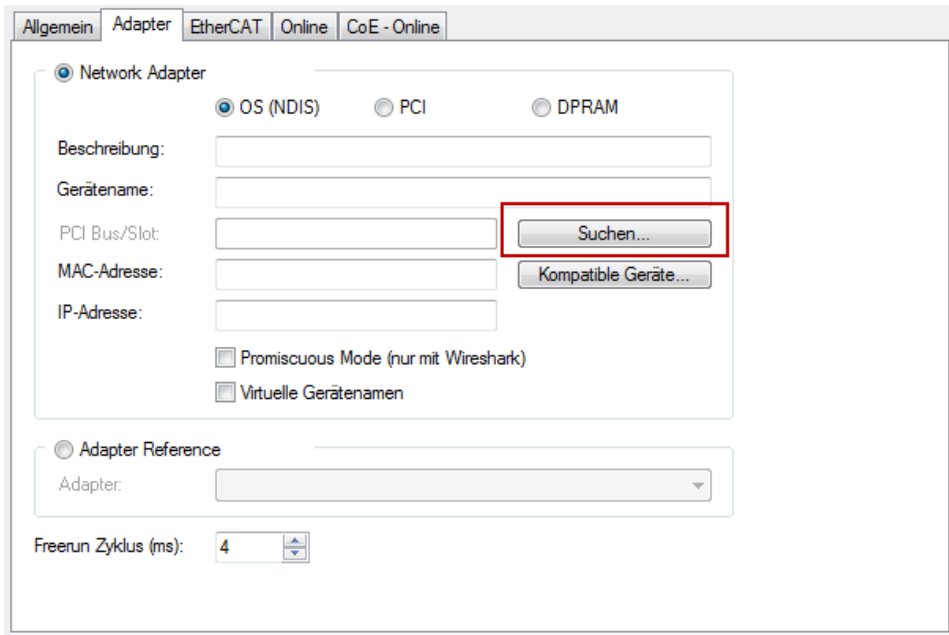 Allgemein Adapter EtherCAT Online CoE - Online
Network Adapter
OS (NDIS) PCI DPRAM
Beschreibung:
Gerätename:
PCI Bus/Slot: Suchen...
MAC-Adresse: Kompatible Geräte...
IP-Adresse:
Promiscuous Mode (nur mit Wireshark)
Virtuelle Gerätenamen
Adapter Reference
Adapter:
Freerun Zyklus (ms): 4